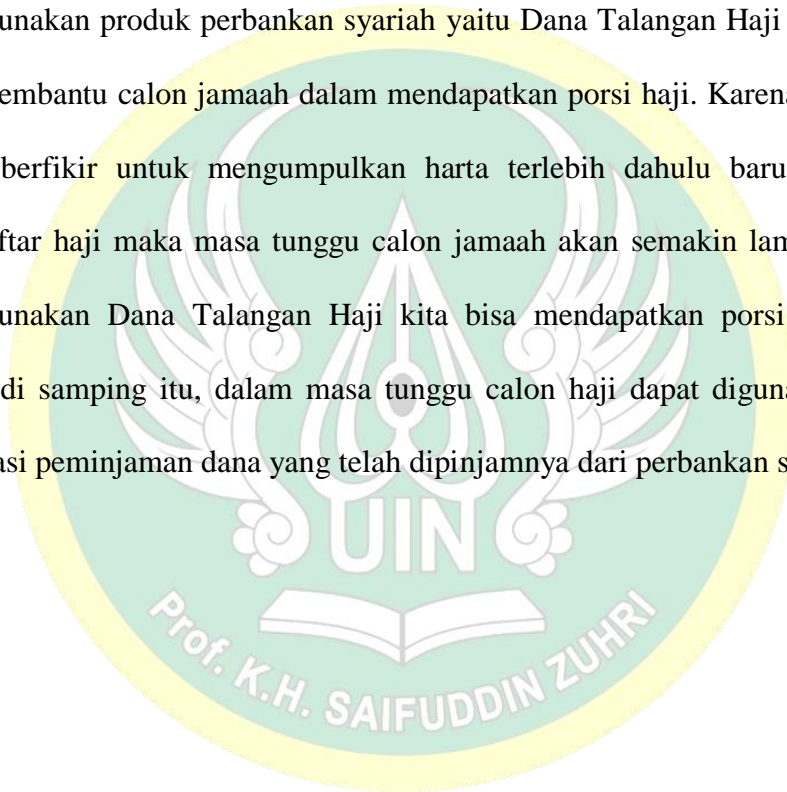 unakan produk perbankan syariah yaitu Dana Talangan Haji
embantu calon jamaah dalam mendapatkan porsi haji. Karena
berfikir untuk mengumpulkan harta terlebih dahulu baru
ftar haji maka masa tunggu calon jamaah akan semakin lam
unakan Dana Talangan Haji kita bisa mendapatkan porsi
di samping itu, dalam masa tunggu calon haji dapat diguna
asi peminjaman dana yang telah dipinjamnya dari perbankan s
UIN
Prof. K.H. SAIFUDDIN ZUHRI